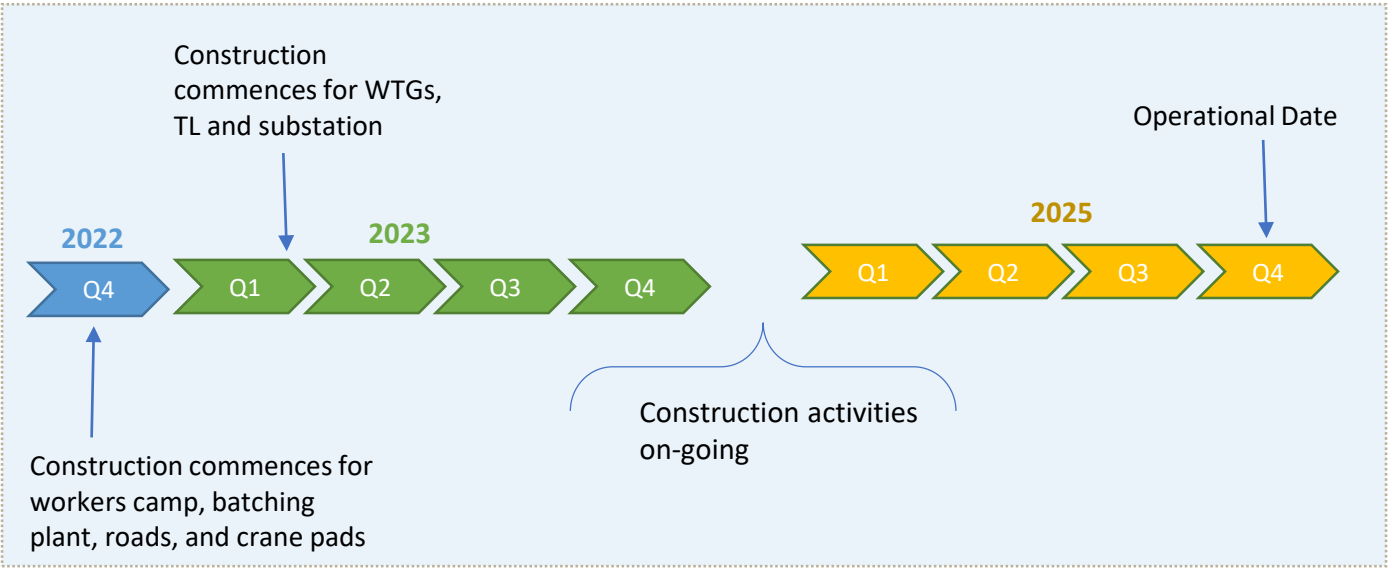 Construction
commences for WTGs,
TL and substation
Operational Date
2022
2023
2025
Q4
Q1
Q2
Q3
Q4
Q1
Q2
Q3
Q4
Construction activities
on-going
Construction commences for
workers camp, batching
plant, roads, and crane pads